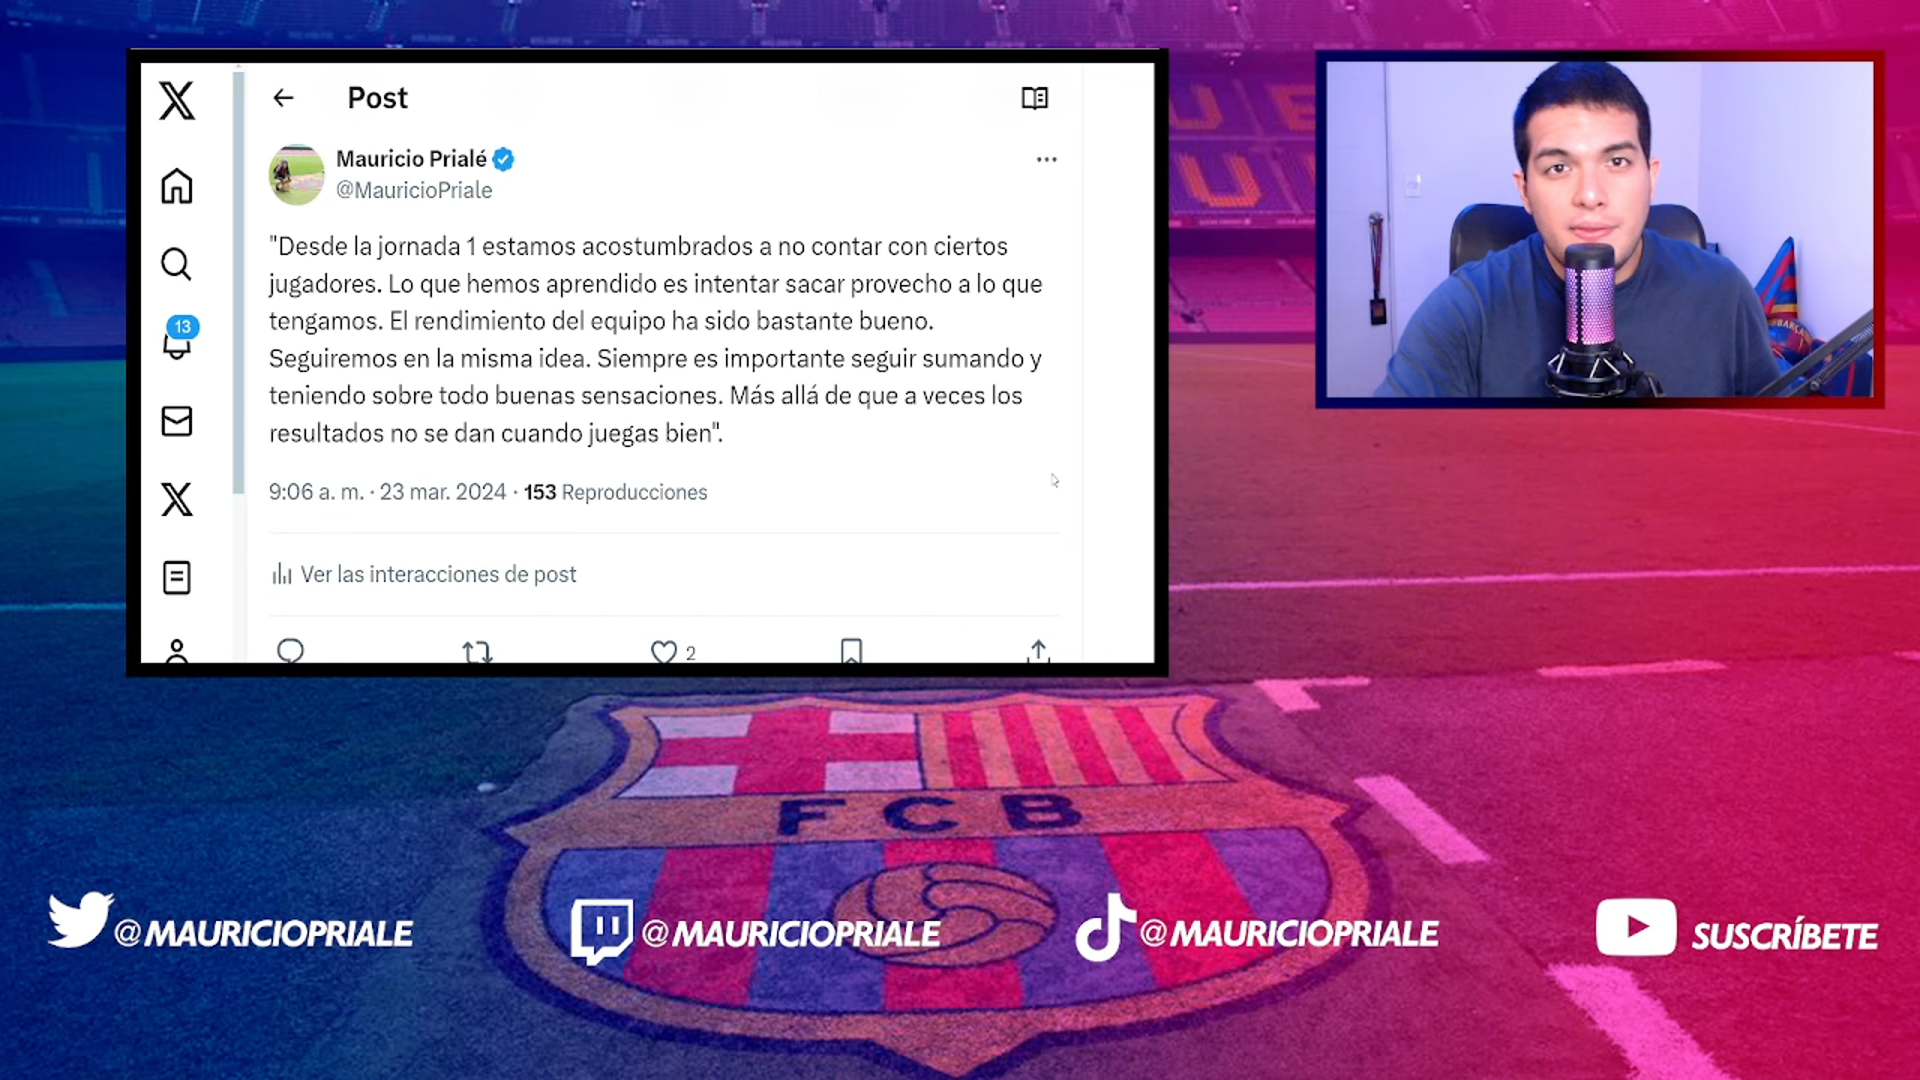 Post
Mauricio Prialé
@MauricioPriale
"Desde la jornada 1 estamos acostumbrados a no contar con ciertos
jugadores. Lo que hemos aprendido es intentar sacar provecho a lo que
tengamos. El rendimiento del equipo ha sido bastante bueno.
Seguiremos en la misma idea. Siempre es importante seguir sumando y
teniendo sobre todo buenas sensaciones. Más allá de que a veces los
resultados no se dan cuando juegas bien".
9:06 a. m. · 23 mar. 2024 · 153 Reproducciones
Ver las interacciones de post
2
13
BARÇA
FCB
@MAURICIOPRIALE
@MAURICIOPRIALE
@MAURICIOPRIALE
SUSCRÍBETE